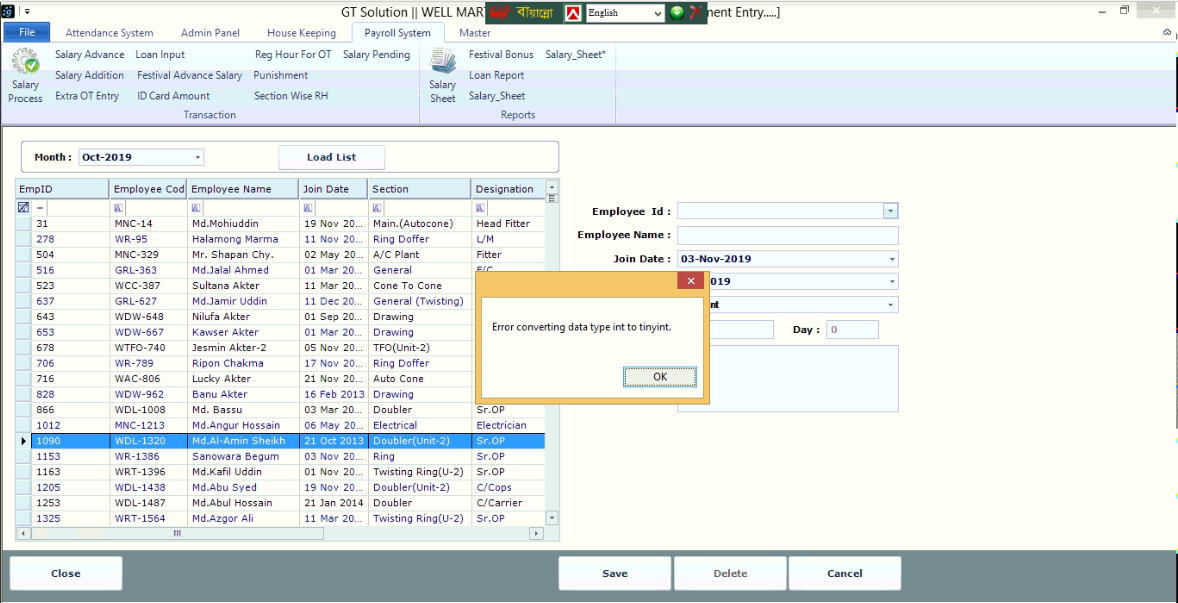 GT Solution || WELL MAR
বায়ান্নো
English
ment Entry.....]
File
Attendance System
Admin Panel
House Keeping
Payroll System
Master
Salary Advance
Loan Input
Reg Hour For OT
Salary Pending
Festival Bonus
Salary_Sheet*
Salary Addition
Festival Advance Salary
Punishment
Loan Report
Salary Process
Extra OT Entry
ID Card Amount
Section Wise RH
Salary Sheet
Salary_Sheet
Transaction
Reports
Month : Oct-2019
Load List
EmpID Employee Cod Employee Name Join Date Section Designation
31 MNC-14 Md.Mohiuddin 19 Nov 20... Main.(Autocone) Head Fitter
278 WR-95 Halamong Marma 11 Nov 20... Ring Doffer L/M
504 MNC-329 Mr. Shapan Chy. 02 May 20... A/C Plant Fitter
516 GRL-363 Md.Jalal Ahmed 01 Mar 20... General
523 WCC-387 Sultana Akter 11 Mar 20... Cone To Cone
637 GRL-627 Md.Jamir Uddin 11 Dec 20... General (Twisting)
643 WDW-648 Nilufa Akter 01 Sep 20... Drawing
653 WDW-667 Kawser Akter 01 Mar 20... Drawing
678 WTFO-740 Jesmin Akter-2 05 Nov 20... TFO(Unit-2)
706 WR-789 Ripon Chakma 17 Nov 20... Ring Doffer
716 WAC-806 Lucky Akter 21 Nov 20... Auto Cone
828 WDW-962 Banu Akter 16 Feb 2013 Drawing
866 WDL-1008 Md. Bassu 03 Mar 20... Doubler Sr.OP
1012 MNC-1213 Md.Angur Hossain 06 May 20... Electrical Electrician
1090 WDL-1320 Md.Al-Amin Sheikh 21 Oct 2013 Doubler(Unit-2) Sr.OP
1153 WR-1386 Sanowara Begum 03 Nov 20... Ring Sr.OP
1163 WRT-1396 Md.Kafil Uddin 01 Nov 20... Twisting Ring(U-2) Sr.OP
1205 WDL-1438 Md.Abu Syed 19 Nov 20... Doubler(Unit-2) C/Cops
1253 WDL-1487 Md.Abul Hossain 21 Jan 2014 Doubler C/Carrier
1325 WRT-1564 Md.Azgor Ali 11 Mar 20... Twisting Ring(U-2) Sr.OP
Employee Id :
Employee Name :
Join Date : 03-Nov-2019
019
nt
Day : 0
Error converting data type int to tinyint.
OK
Close
Save
Delete
Cancel